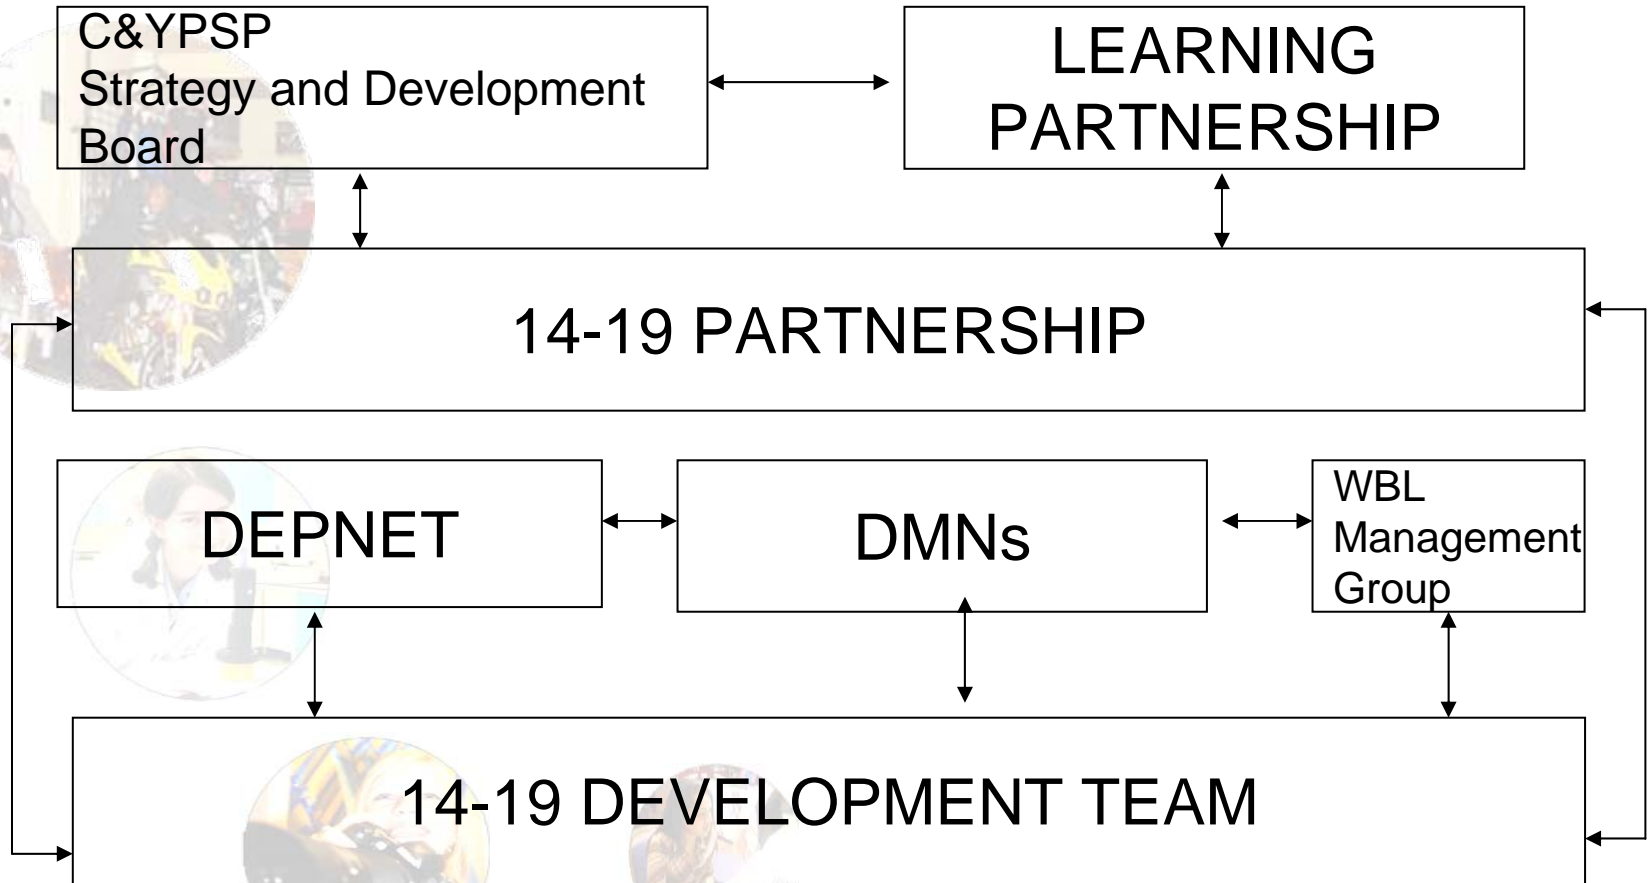 C&YPSP
Strategy and Development
Board
LEARNING
PARTNERSHIP
14-19 PARTNERSHIP
DEPNET
DMNs
WBL
Management
Group
14-19 DEVELOPMENT TEAM